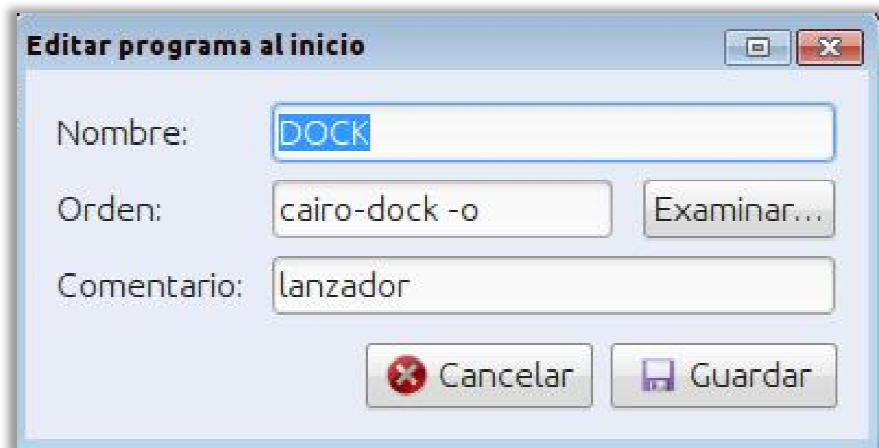 Editar programa al inicio
Nombre: DOCK
Orden: cairo-dock -o Examinar...
Comentario: lanzador
Cancelar Guardar